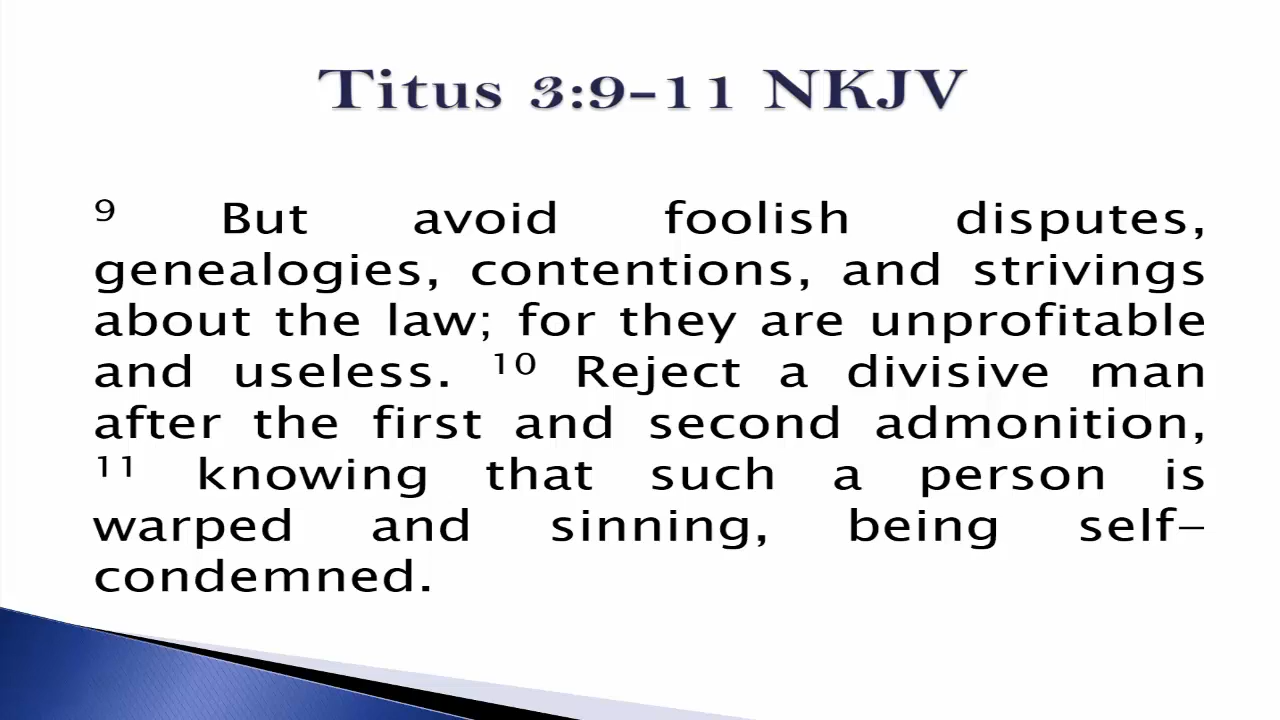 Titus 3:9-11 NKJV
9 But avoid foolish disputes,
genealogies, contentions, and strivings
about the law; for they are unprofitable
and useless. 10 Reject a divisive man
after the first and second admonition,
11 knowing that such a person is
warped and sinning, being self-
condemned.